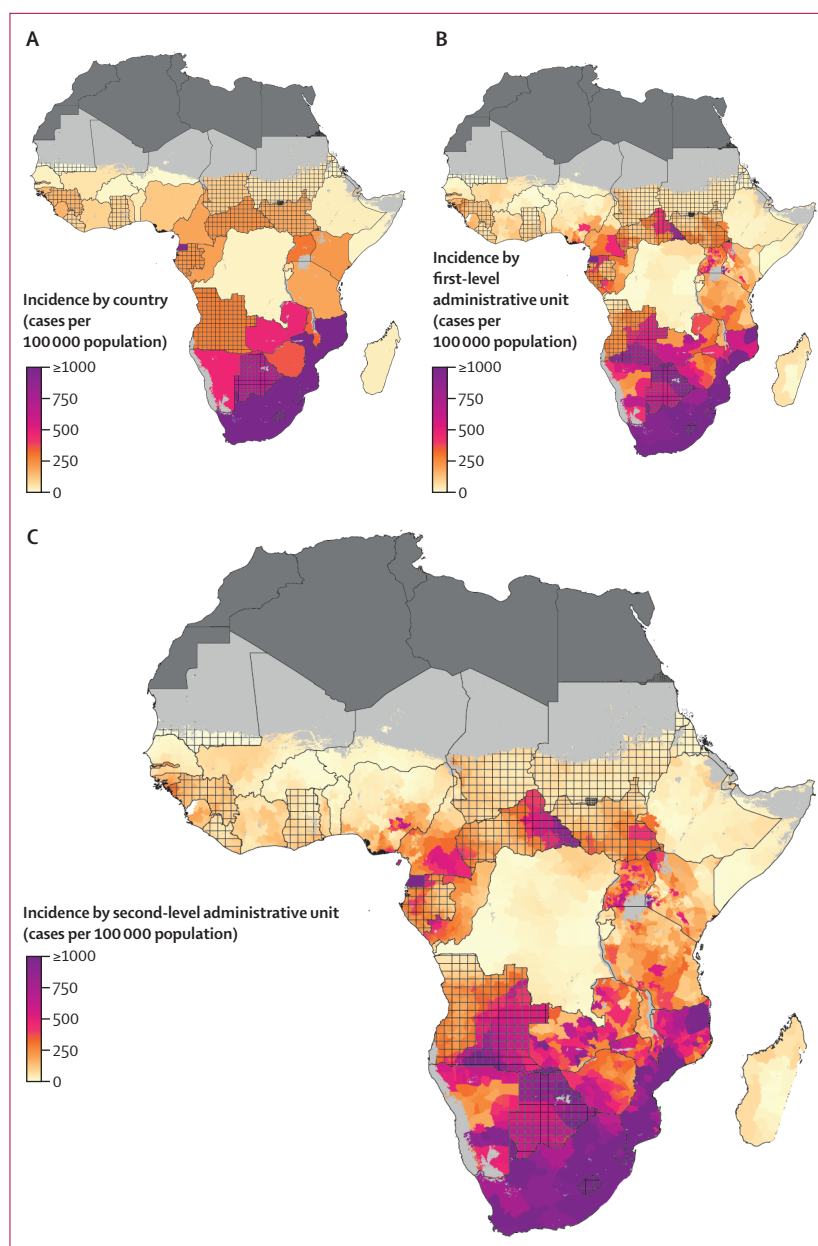 A
B
Incidence by country
(cases per
100 000 population)
≥1000
750
500
250
0
Incidence by
first-level
administrative unit
(cases per
100 000 population)
≥1000
750
500
250
0
C
Incidence by second-level administrative unit
(cases per 100 000 population)
≥1000
750
500
250
0